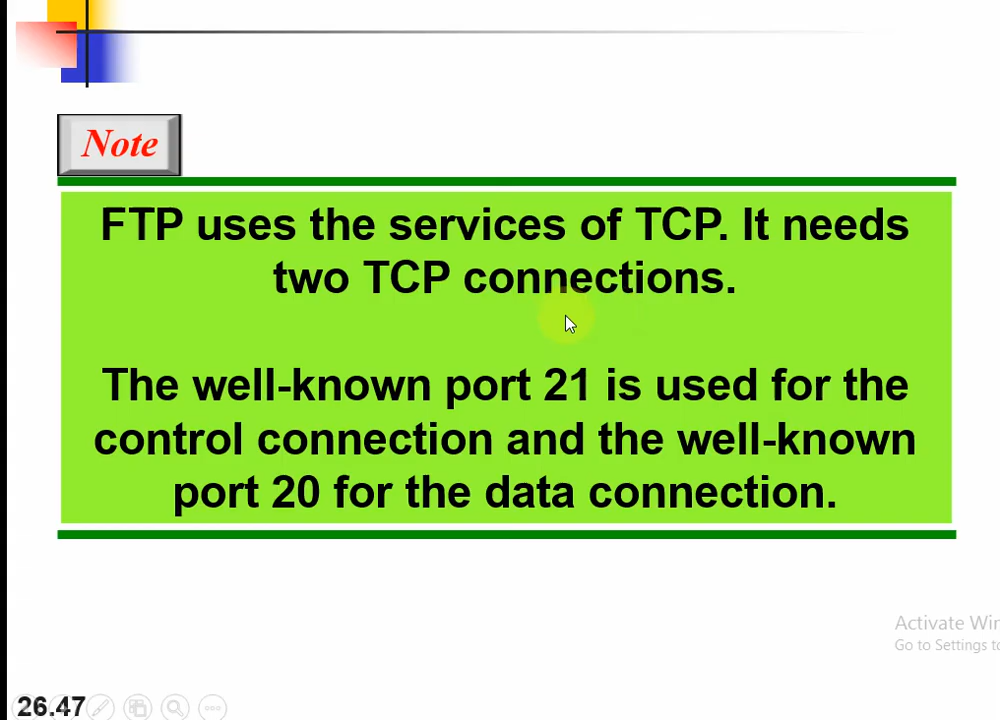 Note
FTP uses the services of TCP. It needs
two TCP connections.
The well-known port 21 is used for the
control connection and the well-known
port 20 for the data connection.
Activate Win
Go to Settings to
26.47